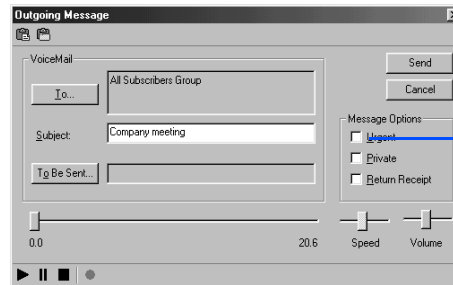 Outgoing Message
VoiceMail
To...
All Subscribers Group
Send
Cancel
Subject:
Company meeting
Message Options
Urgent
Private
Return Receipt
To Be Sent...
0.0
20.6
Speed
Volume